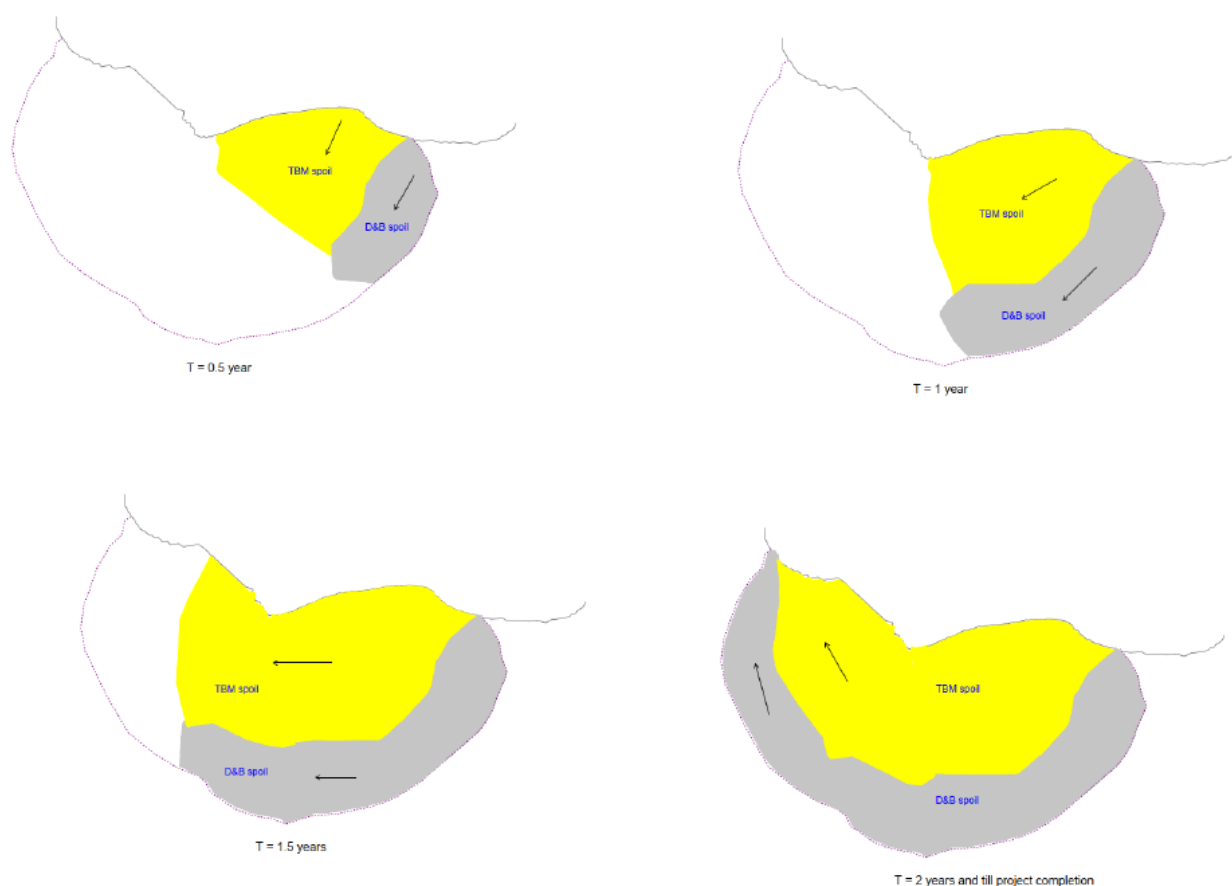 TBM spoil
D&B spoil
T = 0.5 year
TBM spoil
D&B spoil
T = 1 year
TBM spoil
D&B spoil
T = 1.5 years
TBM spoil
D&B spoil
T = 2 years and till project completion